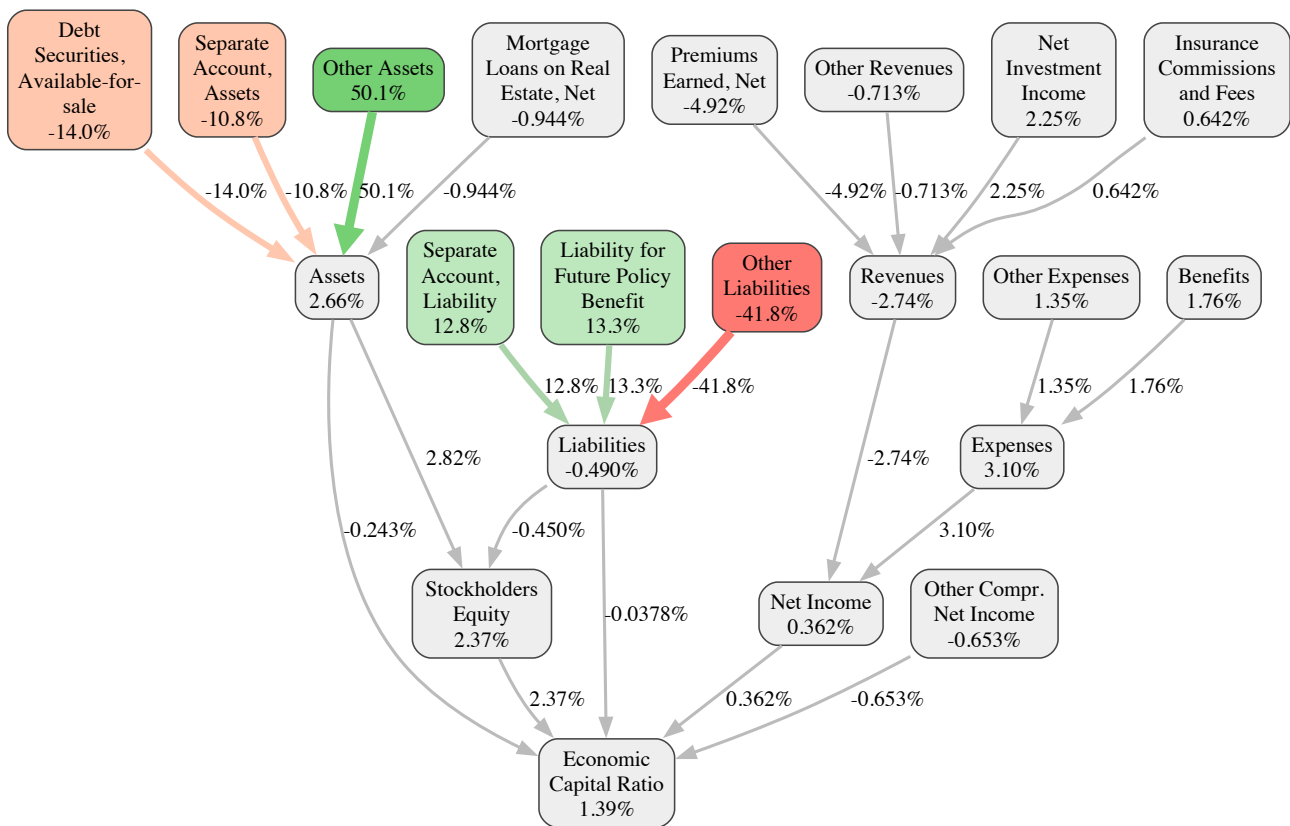 Debt
Securities,
Available-for-
sale
-14.0%
Separate
Account,
Assets
-10.8%
Other Assets
50.1%
Mortgage
Loans on Real
Estate, Net
-0.944%
Premiums
Earned, Net
-4.92%
Other Revenues
-0.713%
Net
Investment
Income
2.25%
Insurance
Commissions
and Fees
0.642%
-14.0%
-10.8%
50.1%
-0.944%
-4.92%
-0.713%
2.25%
0.642%
Assets
2.66%
Separate
Account,
Liability
12.8%
Liability for
Future Policy
Benefit
13.3%
Other
Liabilities
-41.8%
Revenues
-2.74%
Other Expenses
1.35%
Benefits
1.76%
12.8%
13.3%
-41.8%
1.35%
1.76%
2.82%
Liabilities
-0.490%
-2.74%
Expenses
3.10%
-0.243%
-0.450%
3.10%
Stockholders
Equity
2.37%
-0.0378%
Net Income
0.362%
Other Compr.
Net Income
-0.653%
2.37%
0.362%
-0.653%
Economic
Capital Ratio
1.39%